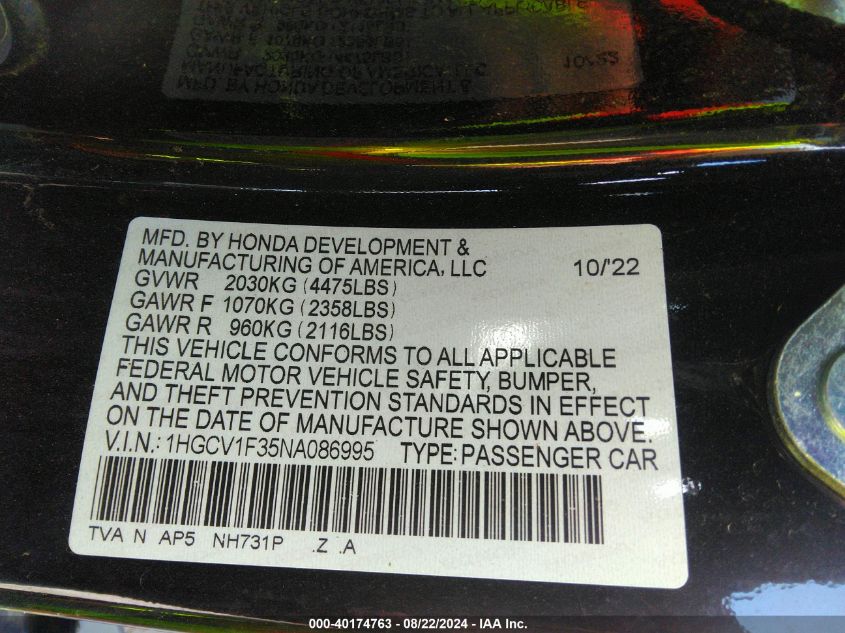 MFD. BY HONDA DEVELOPMENT &
MANUFACTURING OF AMERICA, LLC 10/'22
GVWR 2030KG (4475LBS)
GAWR F 1070KG (2358LBS)
GAWR R 960KG (2116LBS)
THIS VEHICLE CONFORMS TO ALL APPLICABLE
FEDERAL MOTOR VEHICLE SAFETY, BUMPER,
AND THEFT PREVENTION STANDARDS IN EFFECT
ON THE DATE OF MANUFACTURE SHOWN ABOVE.
V.I.N.: 1HGCV1F35NA086995 TYPE: PASSENGER CAR
TVA N AP5 NH731P .Z .A
000-40174763 - 08/22/2024 - IAA Inc.